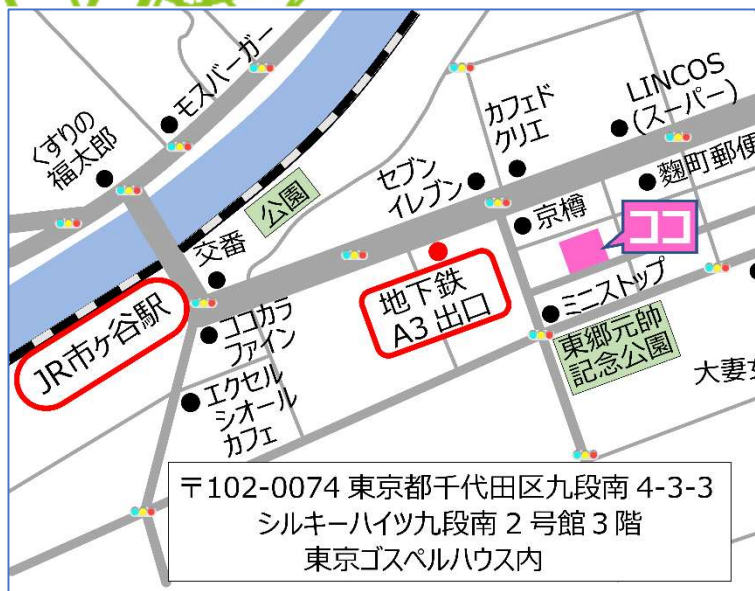 モスバーガー
くすりの
福太郎
カフェド
クリエ
LINCOS
(スーパー)
セブン
イレブン
麴町郵便
公園
京樽
ココ
交番
地下鉄
A3 出口
ミニストップ
JR市ヶ谷駅
ココカラ
ファイン
東郷元帥
記念公園
大妻女
エクセル
シオール
カフェ
〒102-0074 東京都千代田区九段南 4-3-3
シルキーハイツ九段南 2 号館 3 階
東京ゴスペルハウス内